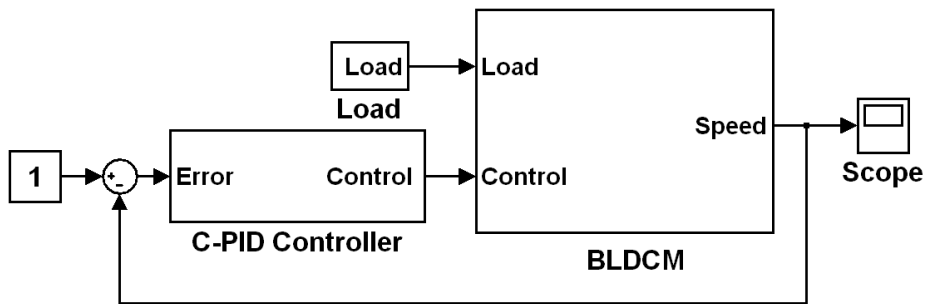 Load
Load
Load
Speed
Scope
1
+
-
Error
Control
Control
C-PID Controller
BLDCM